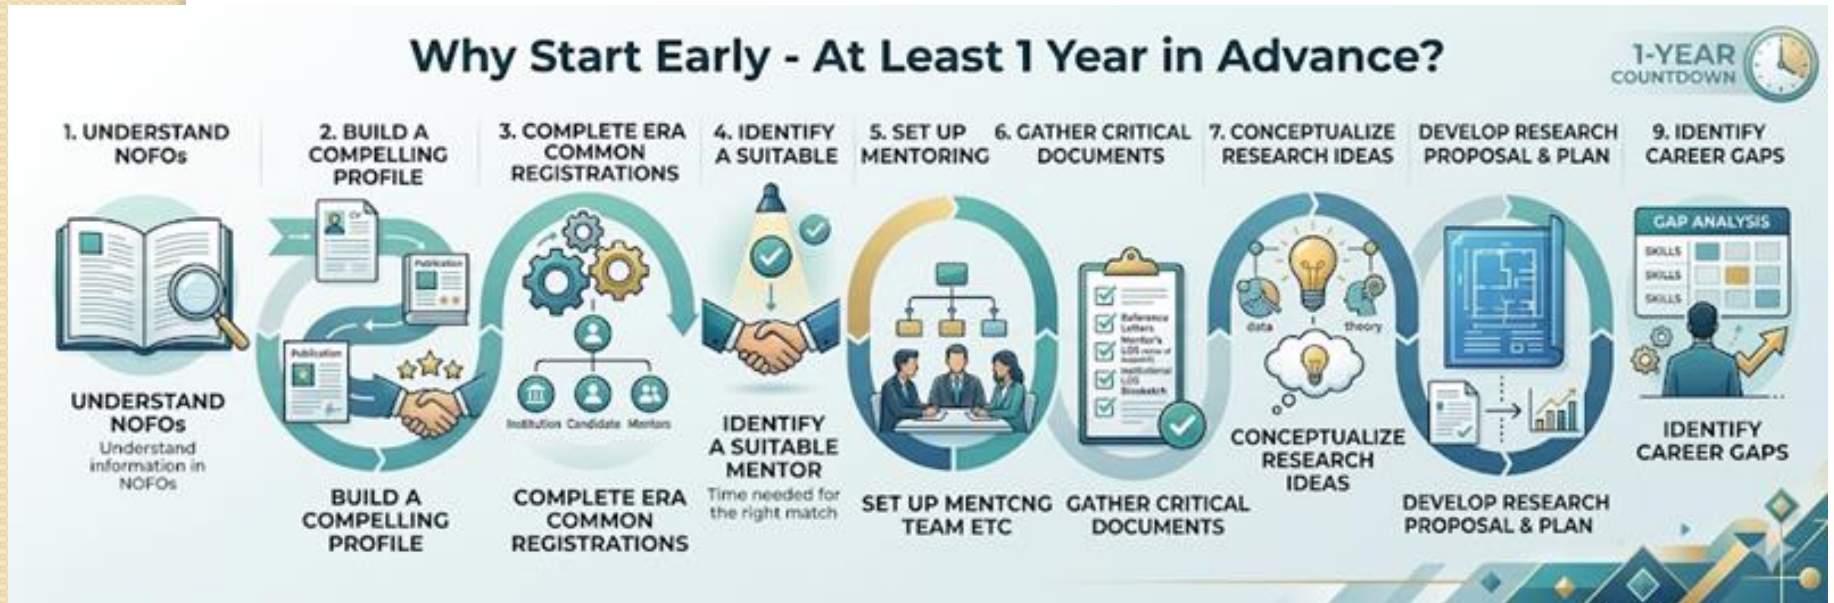 Why Start Early - At Least 1 Year in Advance?
1-YEAR
COUNTDOWN
1. UNDERSTAND
NOFOs
2. BUILD A
COMPELLING
PROFILE
3. COMPLETE ERA
COMMON
REGISTRATIONS
4. IDENTIFY
A SUITABLE
5. SET UP
MENTORING
6. GATHER CRITICAL
DOCUMENTS
7. CONCEPTUALIZE
RESEARCH IDEAS
DEVELOP RESEARCH
PROPOSAL & PLAN
9. IDENTIFY
CAREER GAPS
UNDERSTAND
NOFOs
Understand
information in
NOFOs
CV
Publication
Publication
BUILD A
COMPELLING
PROFILE
Institution Candidate Mentors
COMPLETE ERA
COMMON
REGISTRATIONS
IDENTIFY
A SUITABLE
MENTOR
Time needed for
the right match
SET UP MENTCNG
TEAM ETC
Reference
Letters
Mentor's
LOS
Institutional
LOS
GATHER CRITICAL
DOCUMENTS
data
theory
CONCEPTUALIZE
RESEARCH
IDEAS
DEVELOP RESEARCH
PROPOSAL & PLAN
GAP ANALYSIS
SKILLS
SKILLS
SKILLS
IDENTIFY
CAREER GAPS